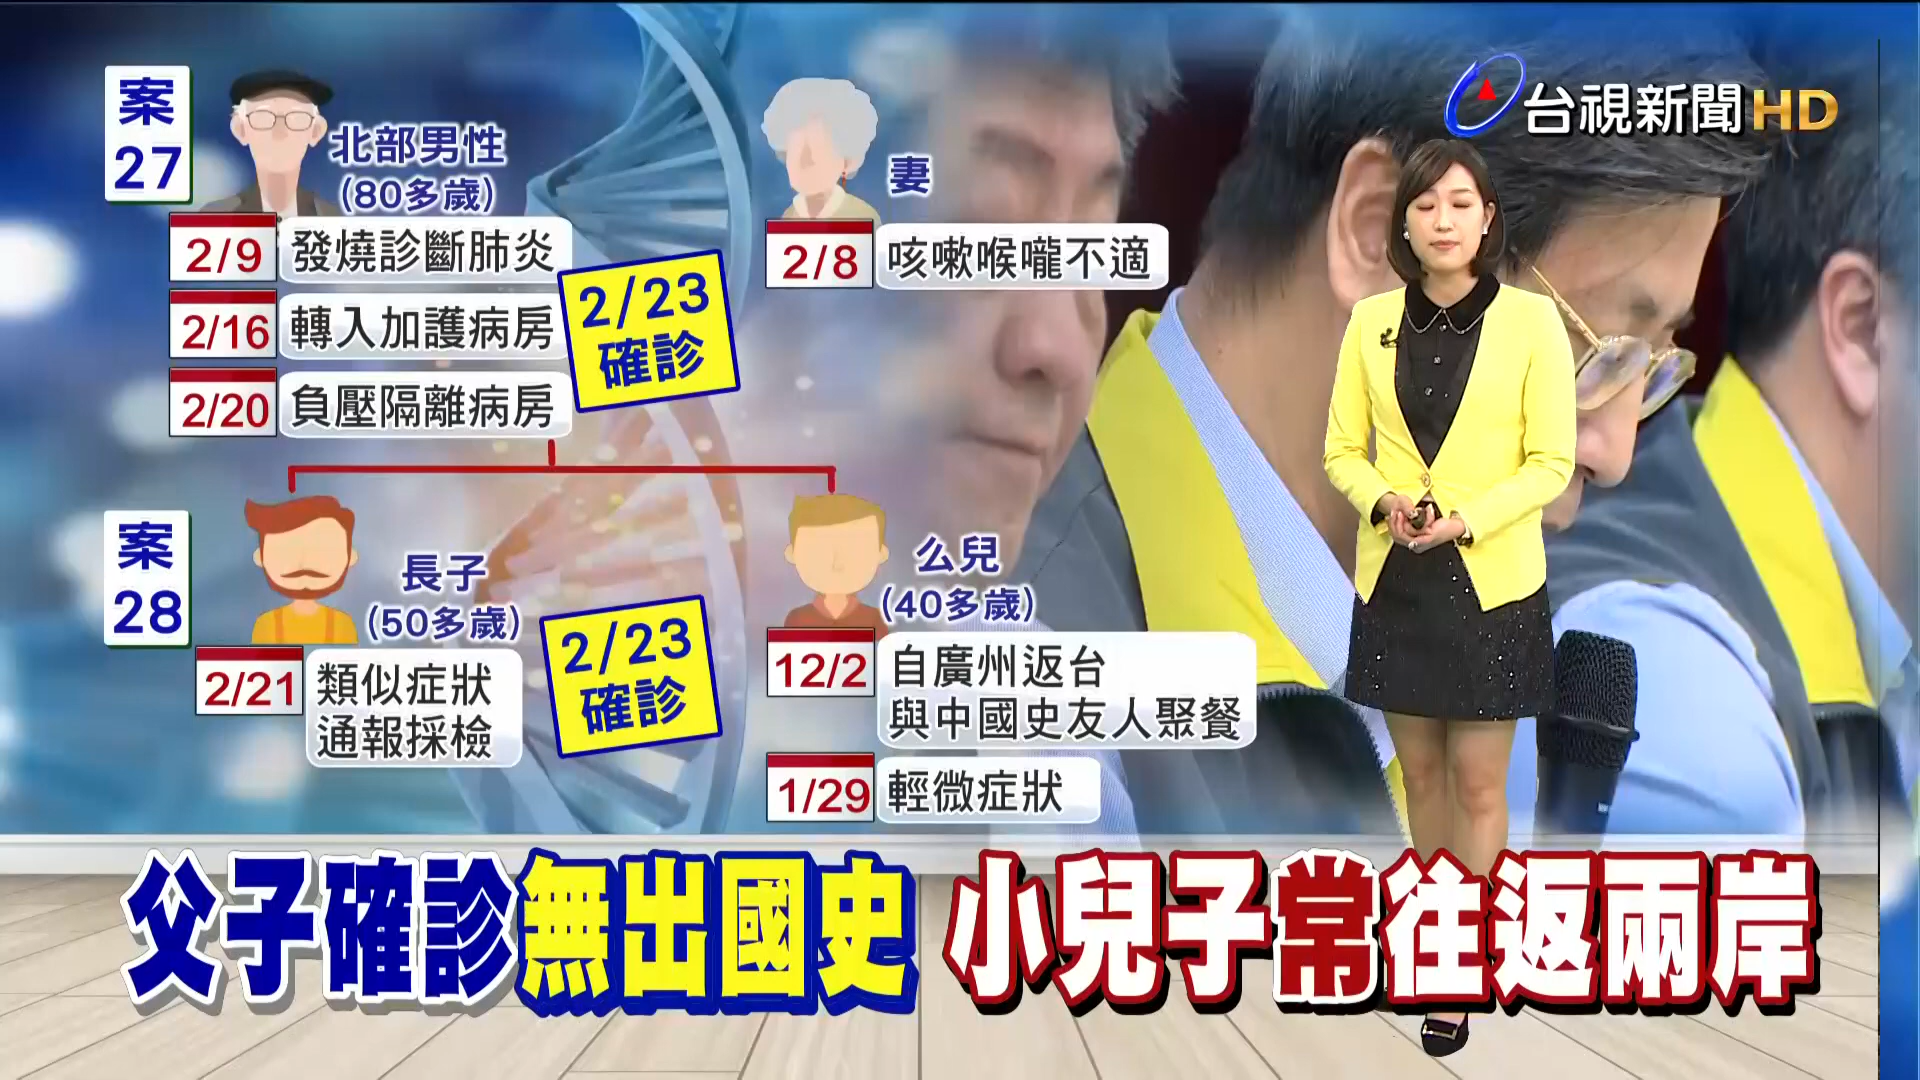 台視新聞HD
案
27
北部男性
(80多歲)
2/9
發燒診斷肺炎
2/16
轉入加護病房
2/20
負壓隔離病房
2/23
確診
妻
2/8
咳嗽喉嚨不適
案
28
長子
(50多歲)
2/21
類似症狀
通報採檢
2/23
確診
么兒
(40多歲)
12/2
自廣州返台
與中國史友人聚餐
1/29
輕微症狀
父子確診無出國史 小兒子常往返兩岸